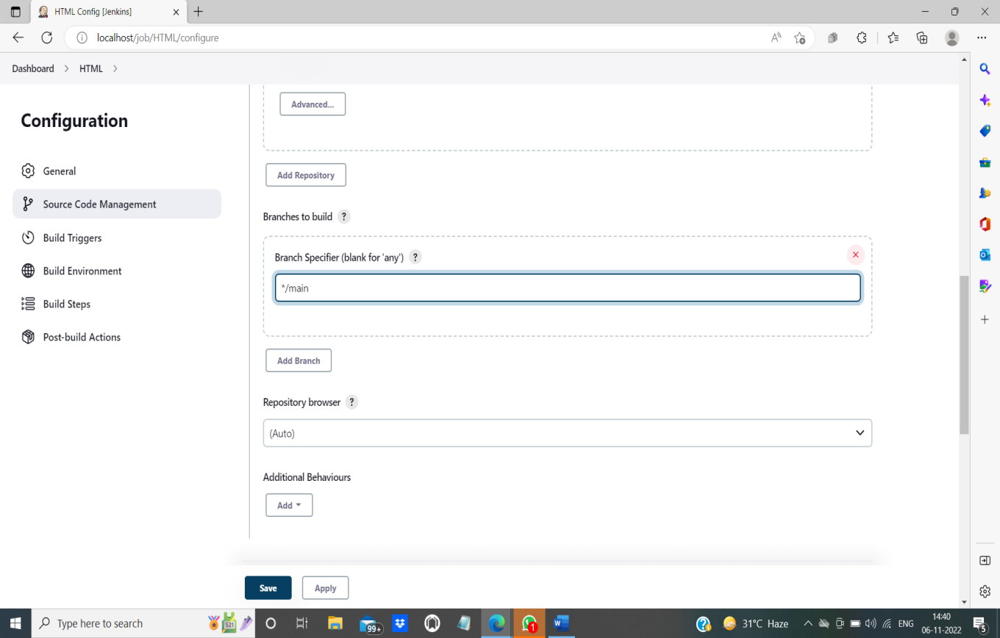 HTML Config [Jenkins]
localhost/job/HTML/configure
Dashboard > HTML >
Configuration
General
Source Code Management
Build Triggers
Build Environment
Build Steps
Post-build Actions
Advanced...
Add Repository
Branches to build ?
Branch Specifier (blank for 'any') ?
*/main
Add Branch
Repository browser ?
(Auto)
Additional Behaviours
Add
Save Apply
Type here to search
521
99+
1
W
31°C Haze
ENG
14:40
06-11-2022
5